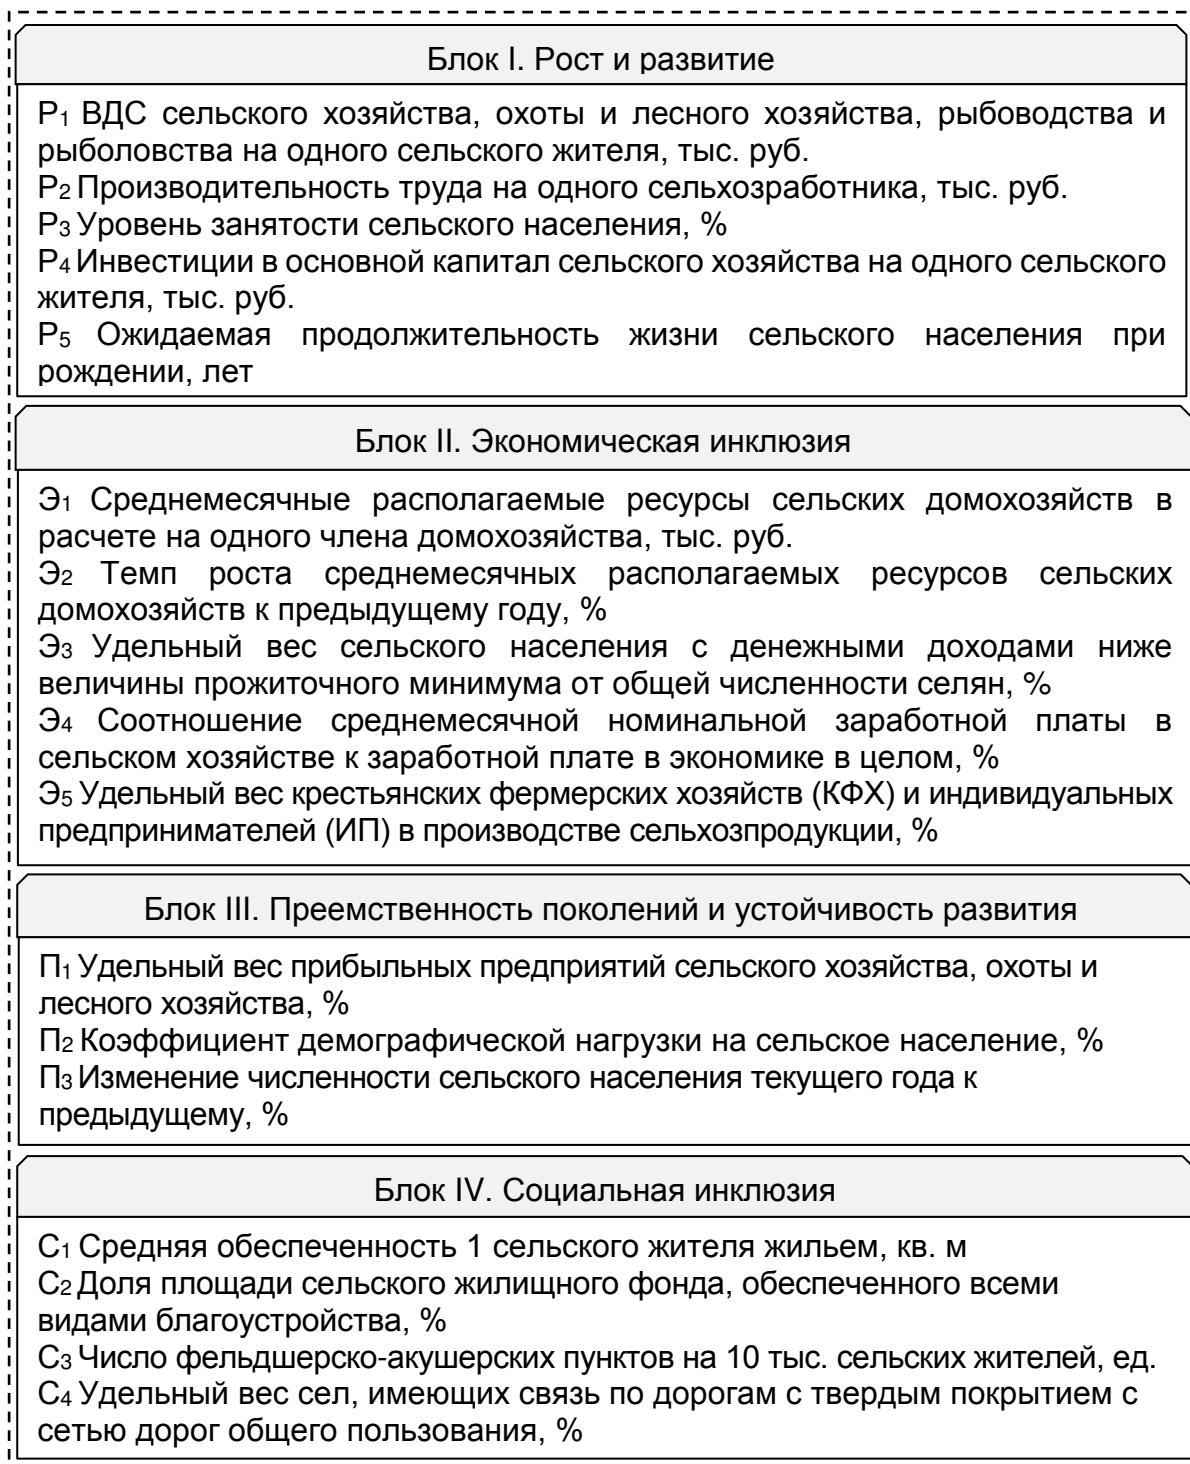 Блок I. Рост и развитие
Р1 ВДС сельского хозяйства, охоты и лесного хозяйства, рыбоводства и
рыболовства на одного сельского жителя, тыс. руб.
Р2 Производительность труда на одного сельхозработника, тыс. руб.
Р3 Уровень занятости сельского населения, %
Р4 Инвестиции в основной капитал сельского хозяйства на одного сельского
жителя, тыс. руб.
Р5 Ожидаемая продолжительность жизни сельского населения при
рождении, лет
Блок II. Экономическая инклюзия
Э1 Среднемесячные располагаемые ресурсы сельских домохозяйств в
расчете на одного члена домохозяйства, тыс. руб.
Э2 Темп роста среднемесячных располагаемых ресурсов сельских
домохозяйств к предыдущему году, %
Э3 Удельный вес сельского населения с денежными доходами ниже
величины прожиточного минимума от общей численности селян, %
Э4 Соотношение среднемесячной номинальной заработной платы в
сельском хозяйстве к заработной плате в экономике в целом, %
Э5 Удельный вес крестьянских фермерских хозяйств (КФХ) и индивидуальных
предпринимателей (ИП) в производстве сельхозпродукции, %
Блок III. Преемственность поколений и устойчивость развития
П1 Удельный вес прибыльных предприятий сельского хозяйства, охоты и
лесного хозяйства, %
П2 Коэффициент демографической нагрузки на сельское население, %
П3 Изменение численности сельского населения текущего года к
предыдущему, %
Блок IV. Социальная инклюзия
С1 Средняя обеспеченность 1 сельского жителя жильем, кв. м
С2 Доля площади сельского жилищного фонда, обеспеченного всеми
видами благоустройства, %
С3 Число фельдшерско-акушерских пунктов на 10 тыс. сельских жителей, ед.
С4 Удельный вес сел, имеющих связь по дорогам с твердым покрытием с
сетью дорог общего пользования, %